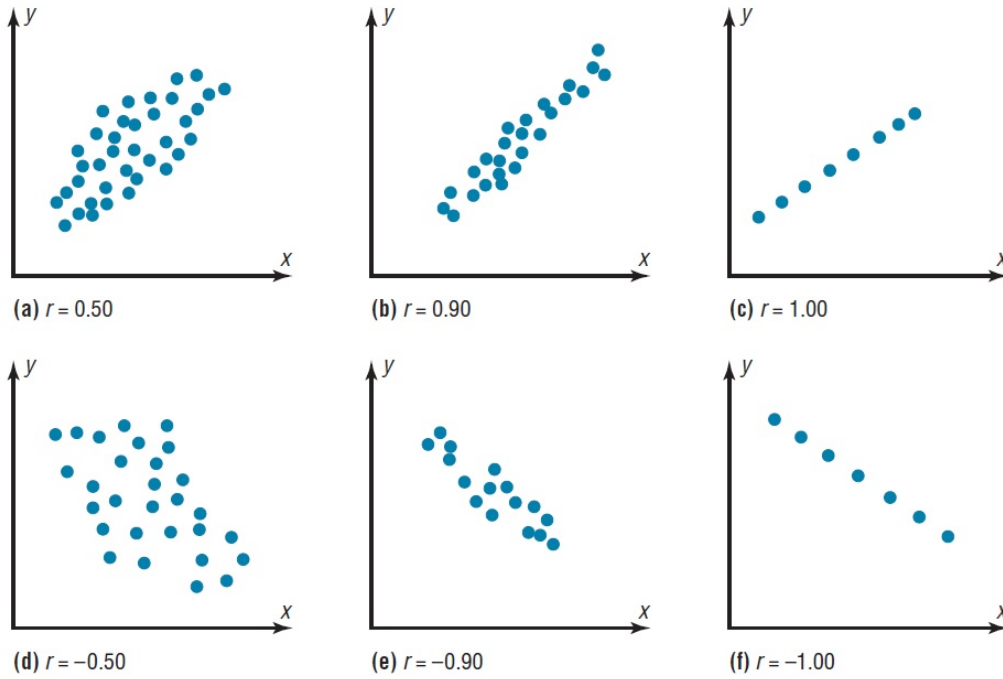 y
y
y
x
x
x
(a) r = 0.50
(b) r = 0.90
(c) r = 1.00
y
y
y
x
x
x
(d) r = –0.50
(e) r = –0.90
(f) r = –1.00